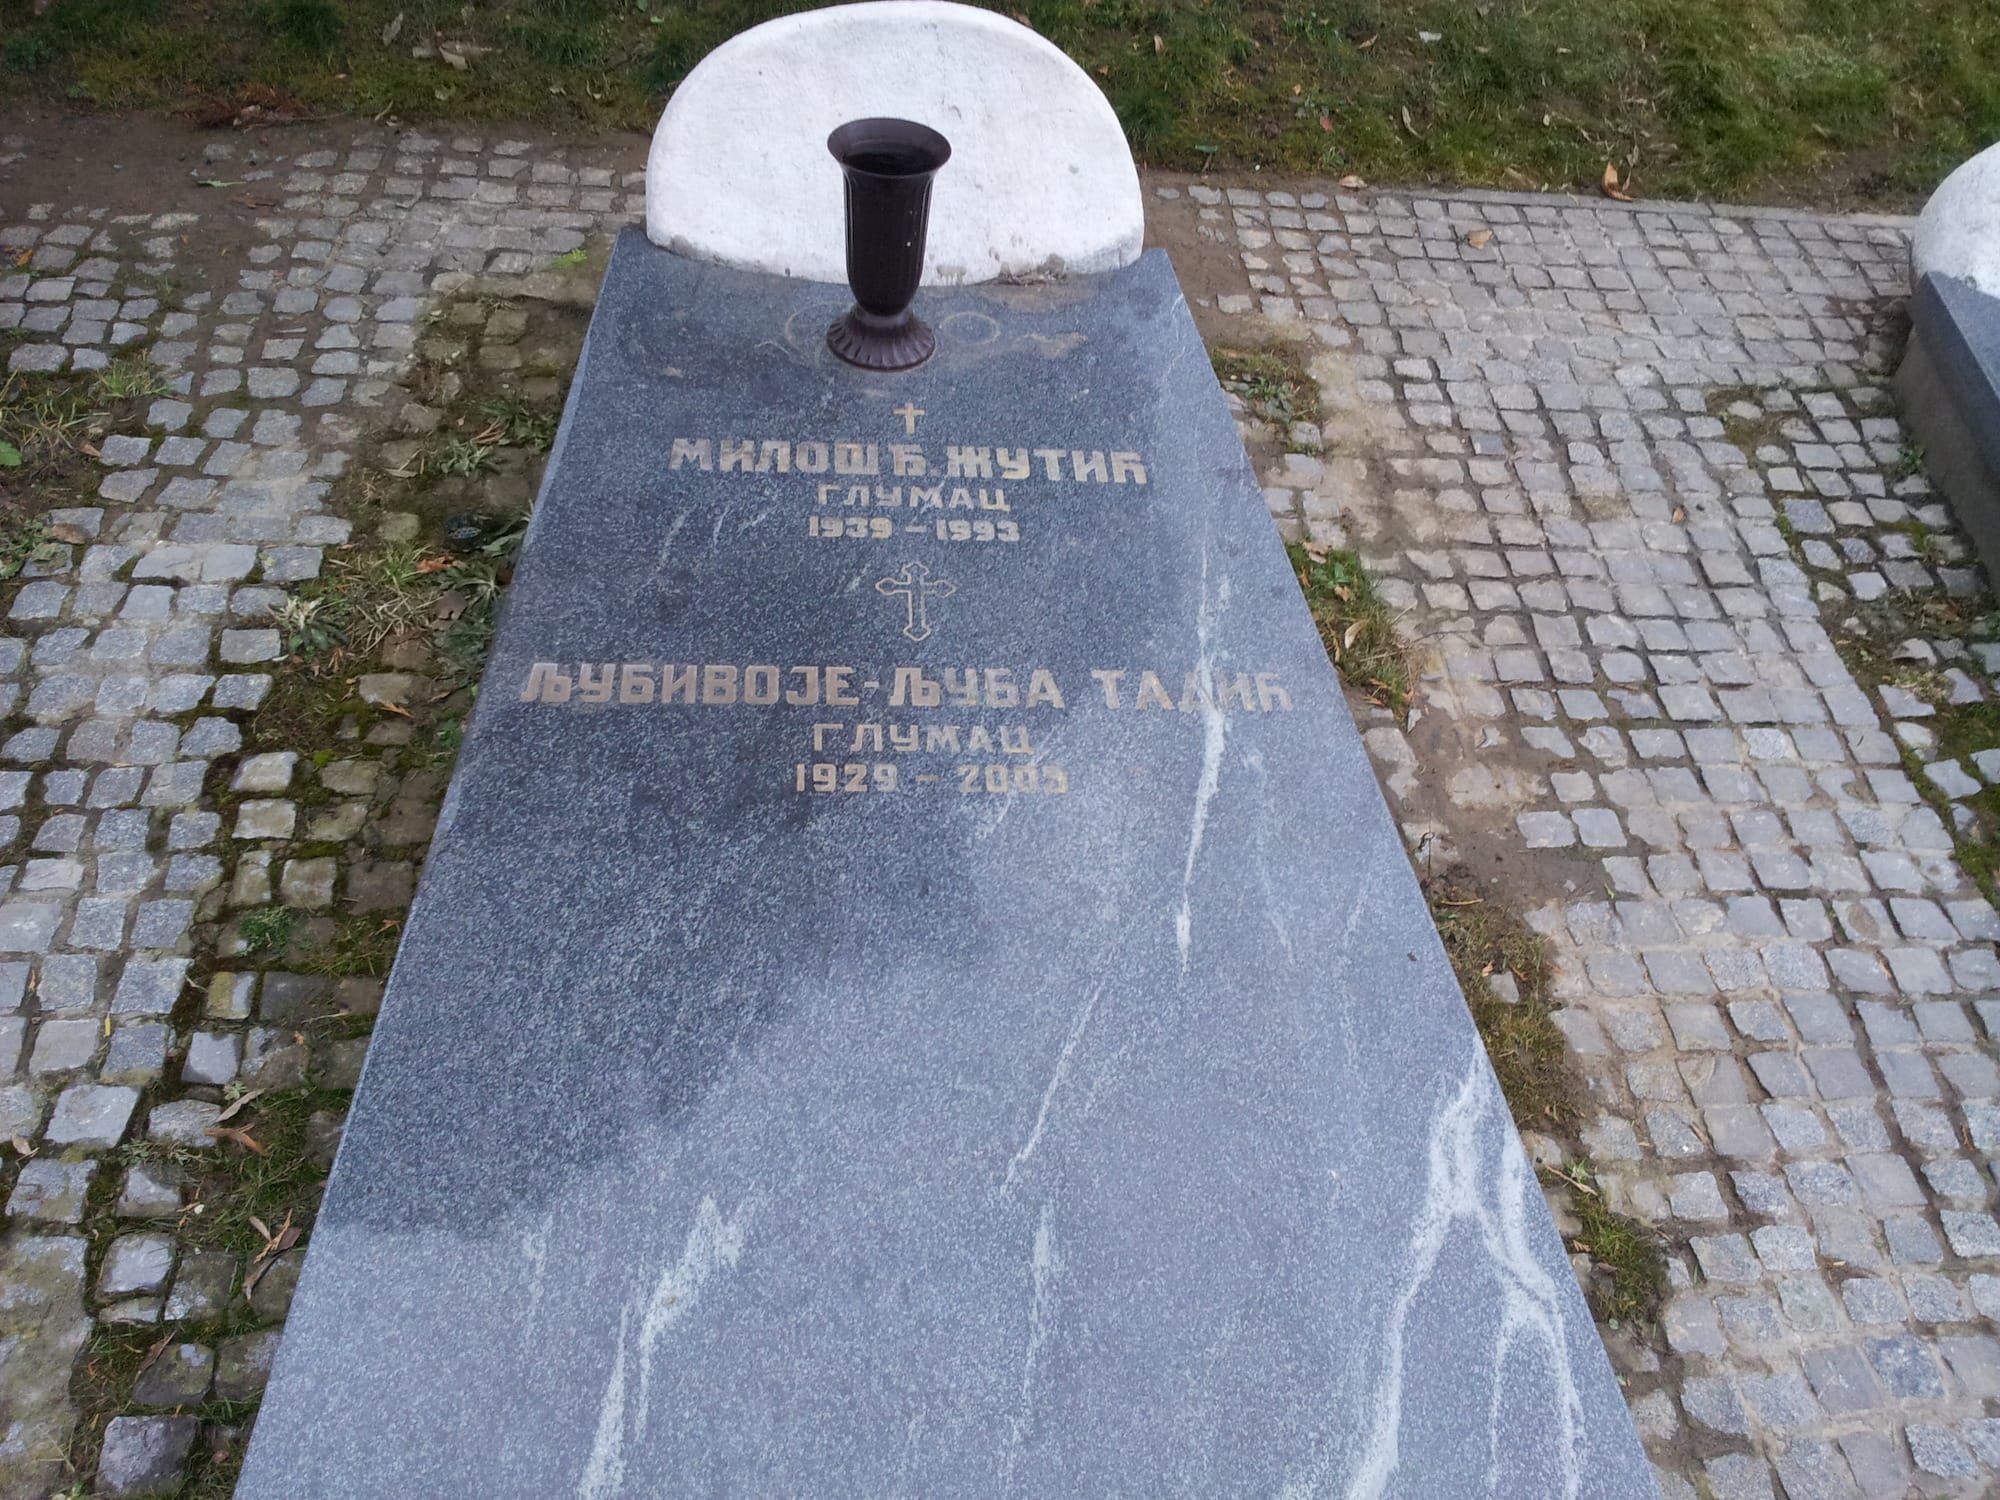 МИЛОШ Ђ. ЖУТИЋ
ГЛУМАЦ
1939 – 1993
ЉУБИВОЈЕ-ЉУБА ТАДИЋ
ГЛУМАЦ
1929 – 2005